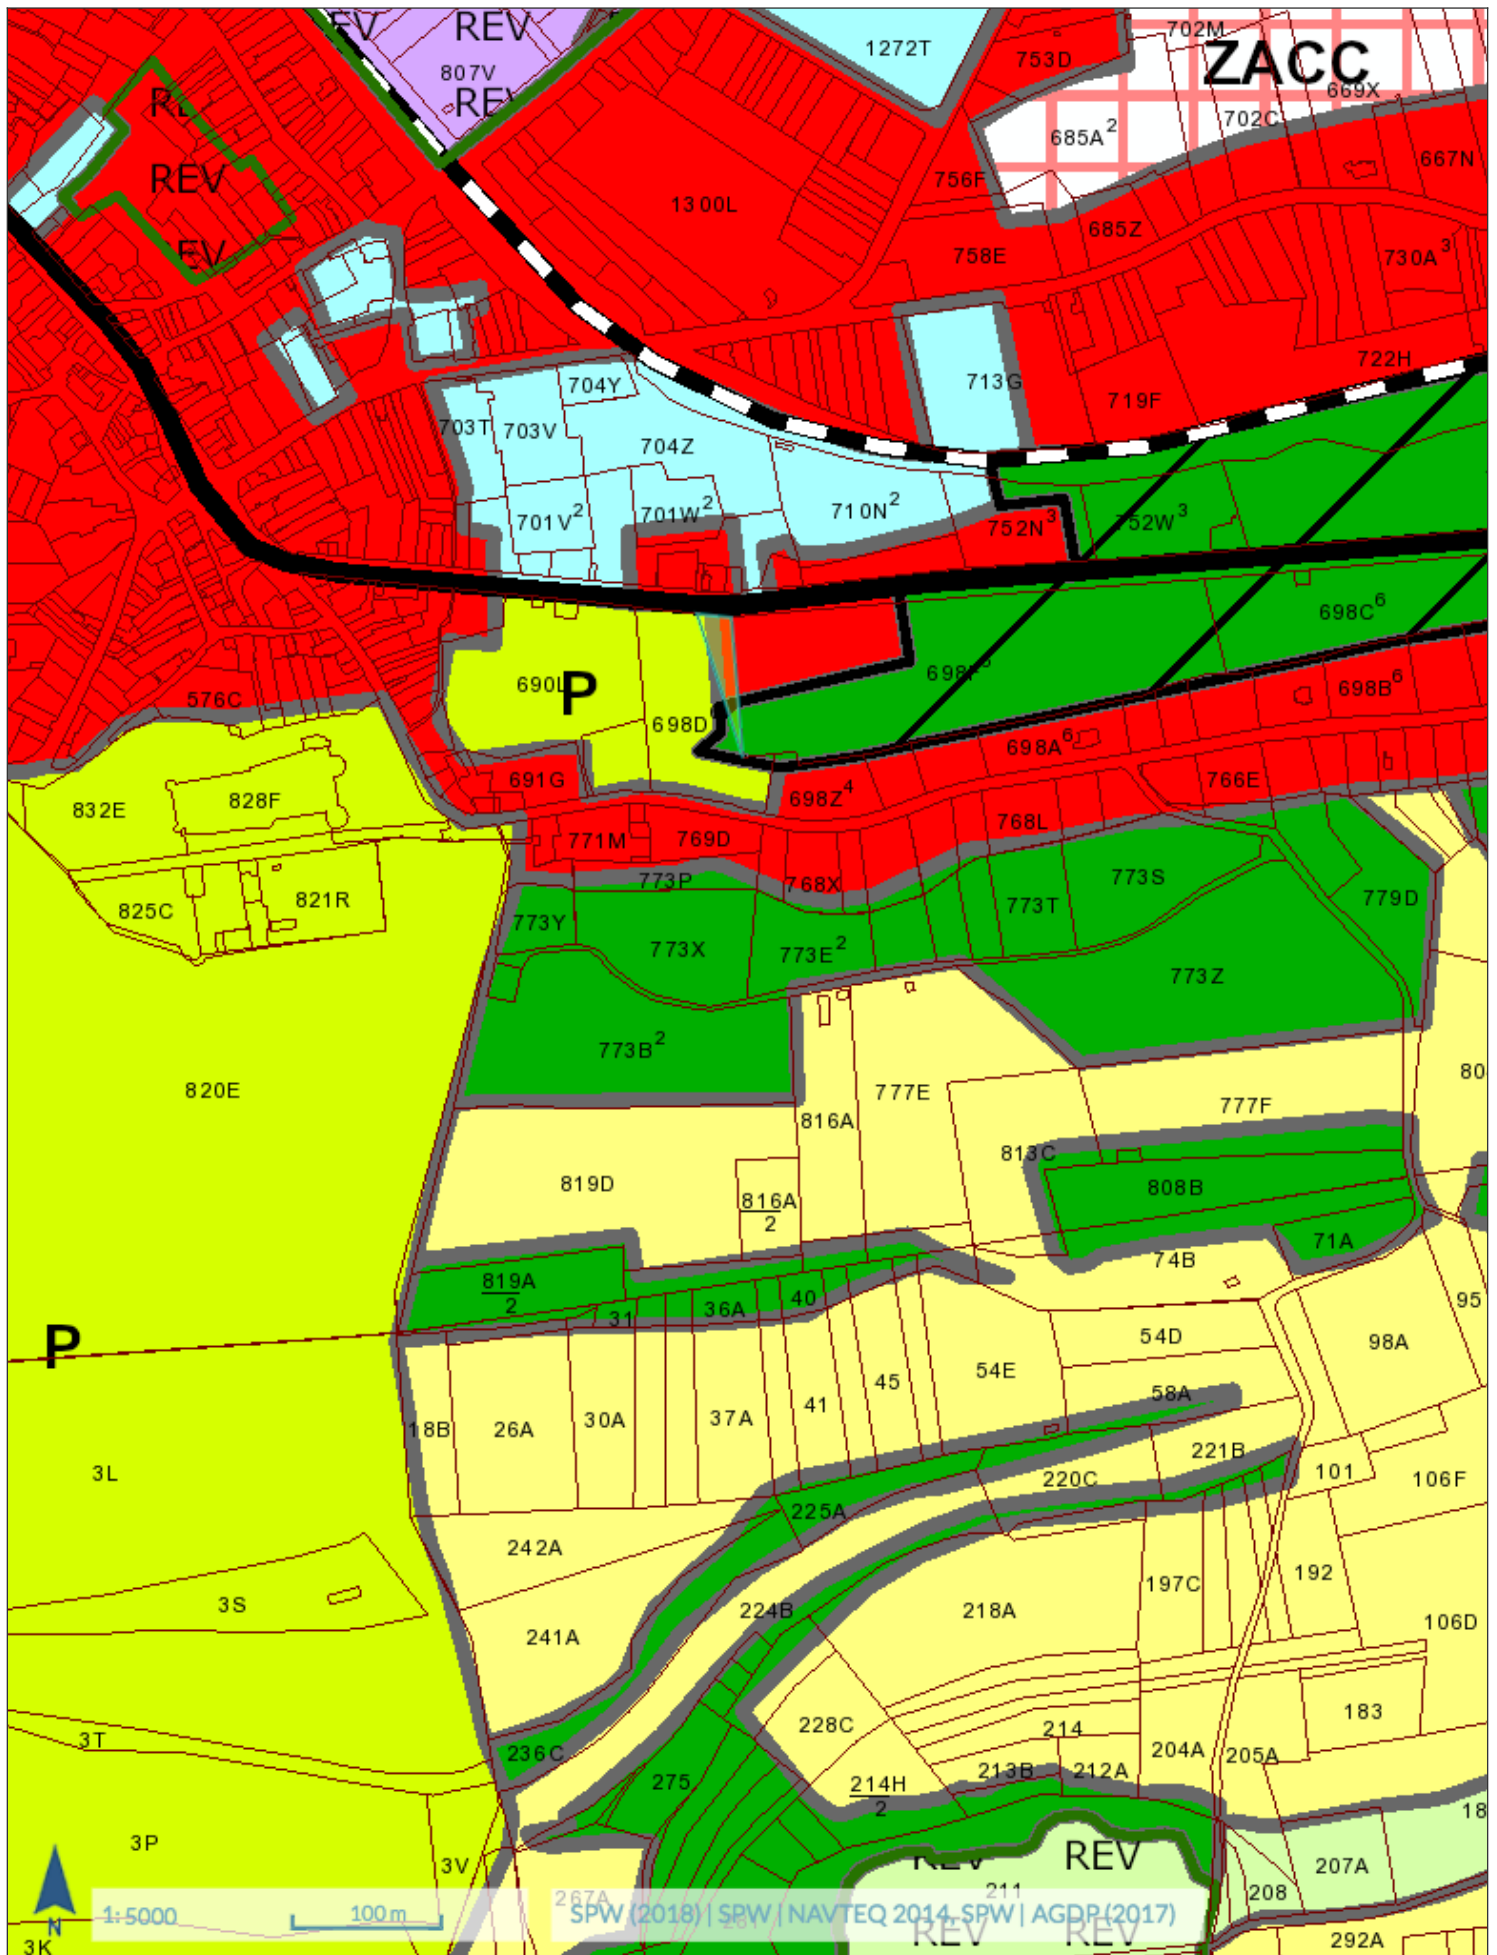 REV
REV
807V
REV
1272T
753D
702M
ZACC
669X
702C
685A²
667N
REV
1300L
756F
685Z
758E
730A³
722H
713G
719F
704Y
703T
703V
704Z
701V²
701W²
710N²
752N³
752W³
698C⁶
690L
P
698D
698B⁶
576C
698A⁶
691G
698Z⁴
766E
832E
828F
771M
769D
768L
773P
768X
773S
825C
821R
773Y
773T
779D
773X
773E²
773Z
820E
773B²
777E
816A
777F
80
813C
819D
816A
2
808B
71A
74B
819A
2
31
36A
40
95
P
54D
98A
54E
58A
45
18B
26A
30A
37A
41
3L
221B
101
220C
106F
225A
242A
197C
192
3S
224B
218A
106D
241A
228C
214
183
3T
236C
204A
205A
275
213B
212A
214H
2
18
3P
3V
REV
REV
207A
211
208
267A
N
1:5000
100 m
SPW (2018) | SPW | NAVTEQ 2014, SPW | AGDP (2017)
REV
REV
3K
292A